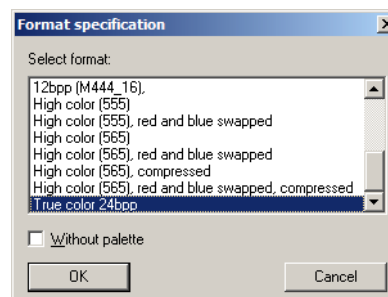 Format specification
Select format:
12bpp (M444_16),
High color (555)
High color (555), red and blue swapped
High color (565)
High color (565), red and blue swapped
High color (565), compressed
High color (565), red and blue swapped, compressed
True color 24bpp
Without palette
OK
Cancel